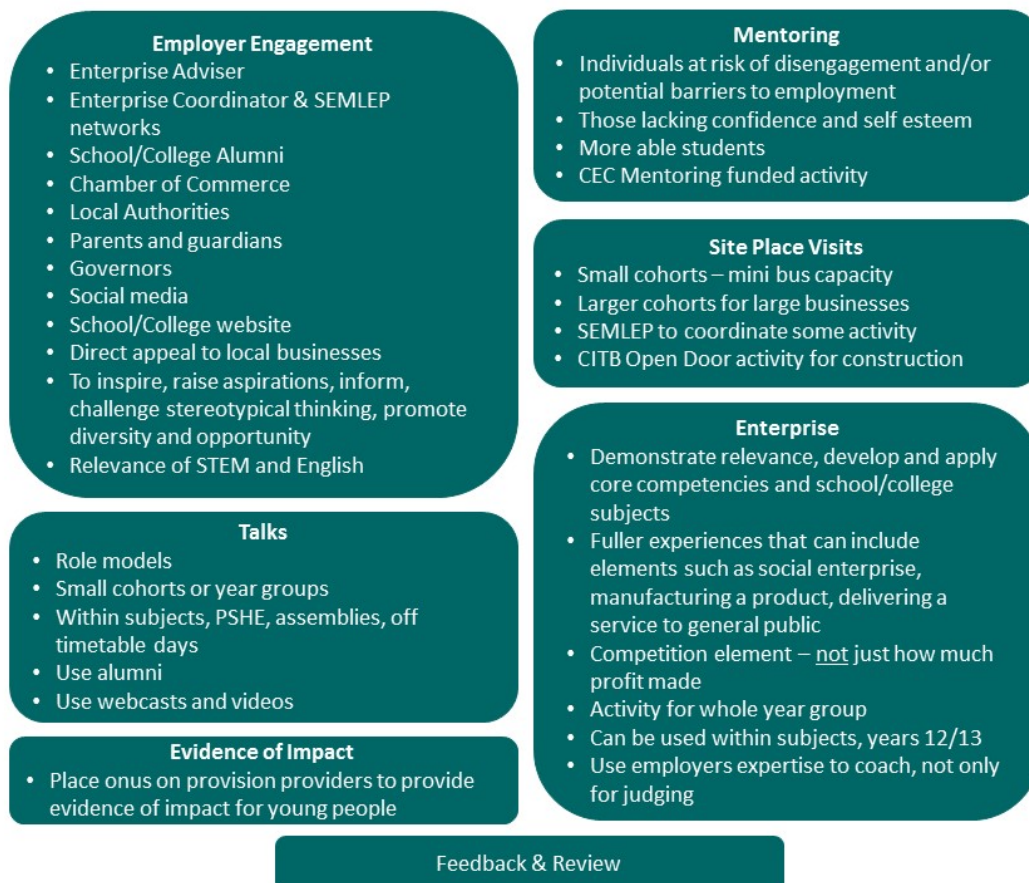 Employer Engagement
• Enterprise Adviser
• Enterprise Coordinator & SEMLEP
networks
• School/College Alumni
• Chamber of Commerce
• Local Authorities
• Parents and guardians
• Governors
• Social media
• School/College website
• Direct appeal to local businesses
• To inspire, raise aspirations, inform,
challenge stereotypical thinking, promote
diversity and opportunity
• Relevance of STEM and English
Talks
• Role models
• Small cohorts or year groups
• Within subjects, PSHE, assemblies, off
timetable days
• Use alumni
• Use webcasts and videos
Evidence of Impact
• Place onus on provision providers to provide
evidence of impact for young people
Mentoring
• Individuals at risk of disengagement and/or
potential barriers to employment
• Those lacking confidence and self esteem
• More able students
• CEC Mentoring funded activity
Site Place Visits
• Small cohorts – mini bus capacity
• Larger cohorts for large businesses
• SEMLEP to coordinate some activity
• CITB Open Door activity for construction
Enterprise
• Demonstrate relevance, develop and apply
core competencies and school/college
subjects
• Fuller experiences that can include
elements such as social enterprise,
manufacturing a product, delivering a
service to general public
• Competition element – not just how much
profit made
• Activity for whole year group
• Can be used within subjects, years 12/13
• Use employers expertise to coach, not only
for judging
Feedback & Review